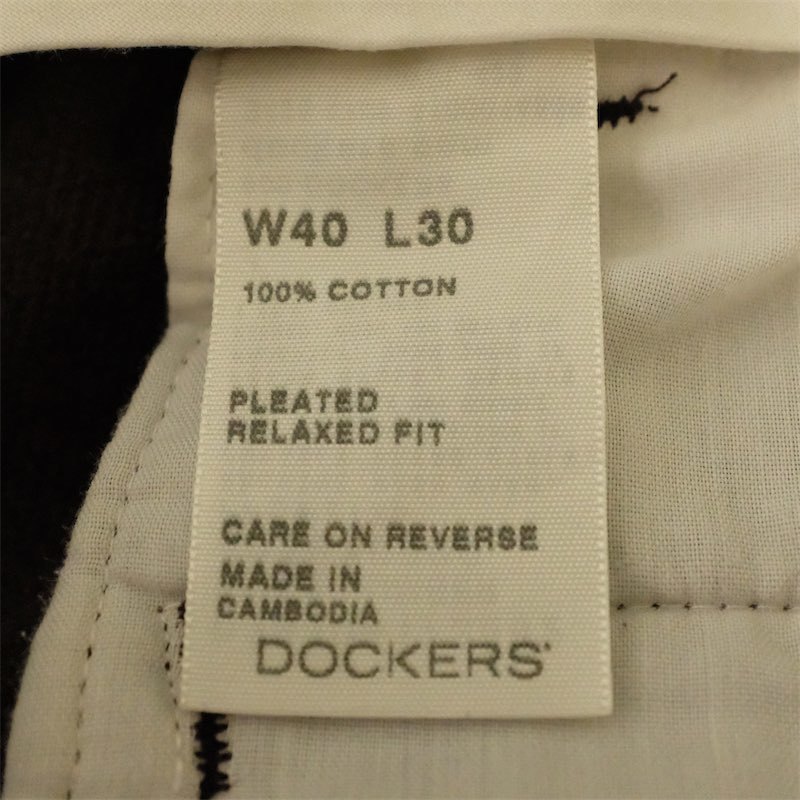 W40 L30
100% COTTON
PLEATED
RELAXED FIT
CARE ON REVERSE
MADE IN
CAMBODIA
DOCKERS'